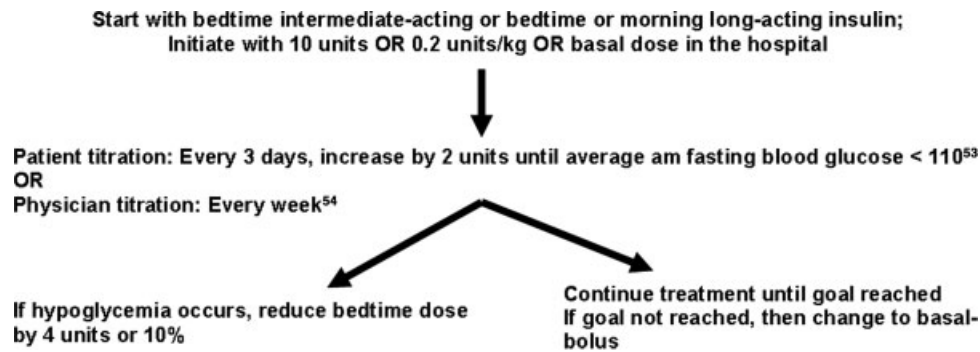 Start with bedtime intermediate-acting or bedtime or morning long-acting insulin;
Initiate with 10 units OR 0.2 units/kg OR basal dose in the hospital
Patient titration: Every 3 days, increase by 2 units until average am fasting blood glucose < 110⁵³
OR
Physician titration: Every week⁵⁴
If hypoglycemia occurs, reduce bedtime dose
by 4 units or 10%
Continue treatment until goal reached
If goal not reached, then change to basal-
bolus